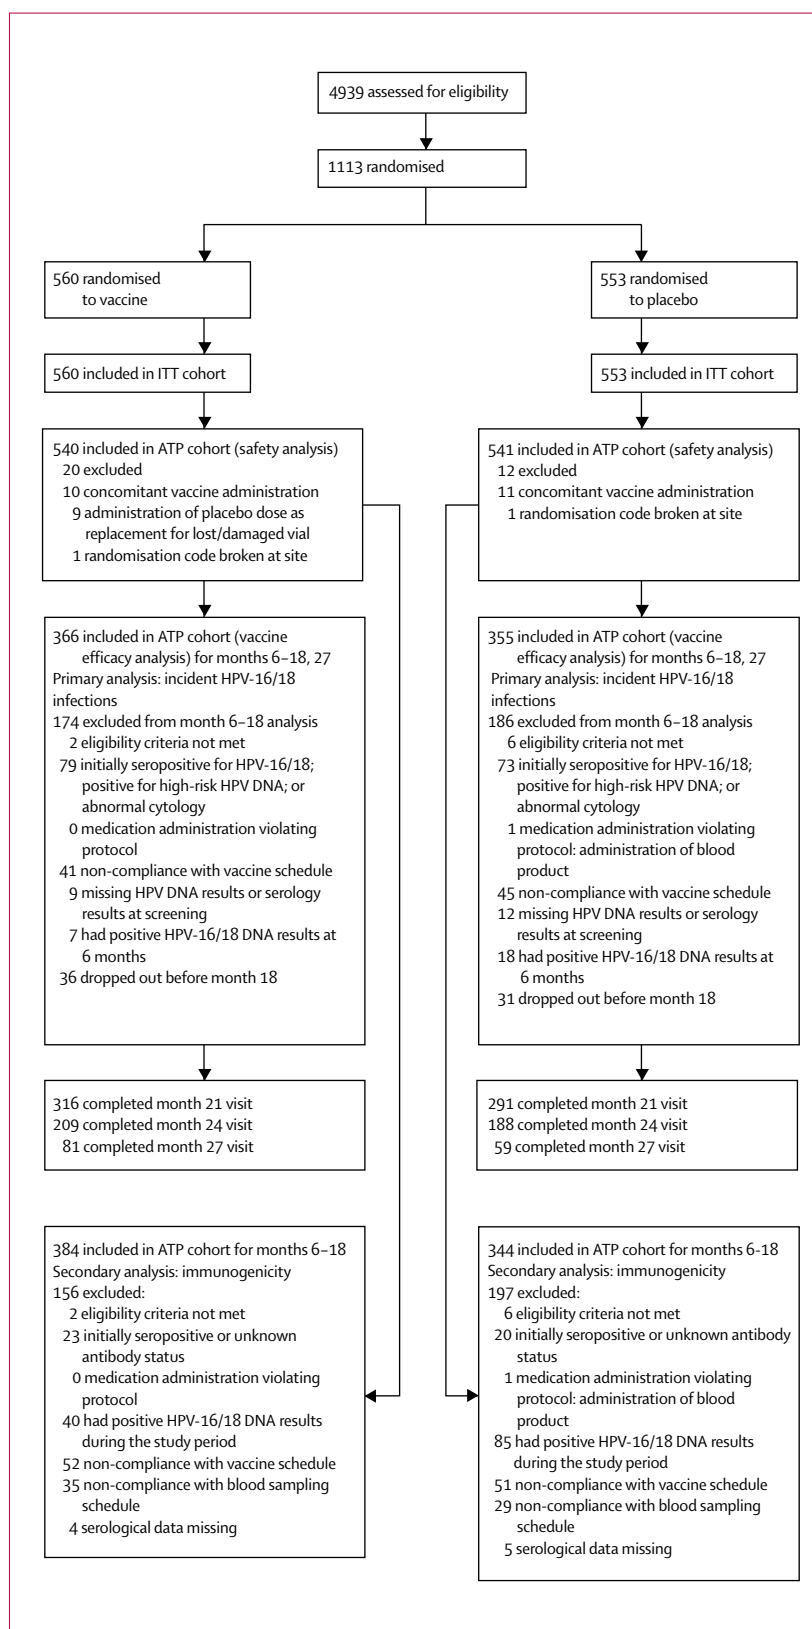 4939 assessed for eligibility
1113 randomised
560 randomised
to vaccine
553 randomised
to placebo
560 included in ITT cohort
553 included in ITT cohort
540 included in ATP cohort (safety analysis)
20 excluded
10 concomitant vaccine administration
9 administration of placebo dose as
replacement for lost/damaged vial
1 randomisation code broken at site
541 included in ATP cohort (safety analysis)
12 excluded
11 concomitant vaccine administration
1 randomisation code broken at site
366 included in ATP cohort (vaccine
efficacy analysis) for months 6–18, 27
Primary analysis: incident HPV-16/18
infections
174 excluded from month 6–18 analysis
2 eligibility criteria not met
79 initially seropositive for HPV-16/18;
positive for high-risk HPV DNA; or
abnormal cytology
0 medication administration violating
protocol
41 non-compliance with vaccine schedule
9 missing HPV DNA results or serology
results at screening
7 had positive HPV-16/18 DNA results at
6 months
36 dropped out before month 18
355 included in ATP cohort (vaccine
efficacy analysis) for months 6–18, 27
Primary analysis: incident HPV-16/18
infections
186 excluded from month 6–18 analysis
6 eligibility criteria not met
73 initially seropositive for HPV-16/18;
positive for high-risk HPV DNA; or
abnormal cytology
1 medication administration violating
protocol: administration of blood
product
45 non-compliance with vaccine schedule
12 missing HPV DNA results or serology
results at screening
18 had positive HPV-16/18 DNA results at
6 months
31 dropped out before month 18
316 completed month 21 visit
209 completed month 24 visit
81 completed month 27 visit
291 completed month 21 visit
188 completed month 24 visit
59 completed month 27 visit
384 included in ATP cohort for months 6–18
Secondary analysis: immunogenicity
156 excluded:
2 eligibility criteria not met
23 initially seropositive or unknown
antibody status
0 medication administration violating
protocol
40 had positive HPV-16/18 DNA results
during the study period
52 non-compliance with vaccine schedule
35 non-compliance with blood sampling
schedule
4 serological data missing
344 included in ATP cohort for months 6-18
Secondary analysis: immunogenicity
197 excluded:
6 eligibility criteria not met
20 initially seropositive or unknown antibody
status
1 medication administration violating
protocol: administration of blood
product
85 had positive HPV-16/18 DNA results
during the study period
51 non-compliance with vaccine schedule
29 non-compliance with blood sampling
schedule
5 serological data missing